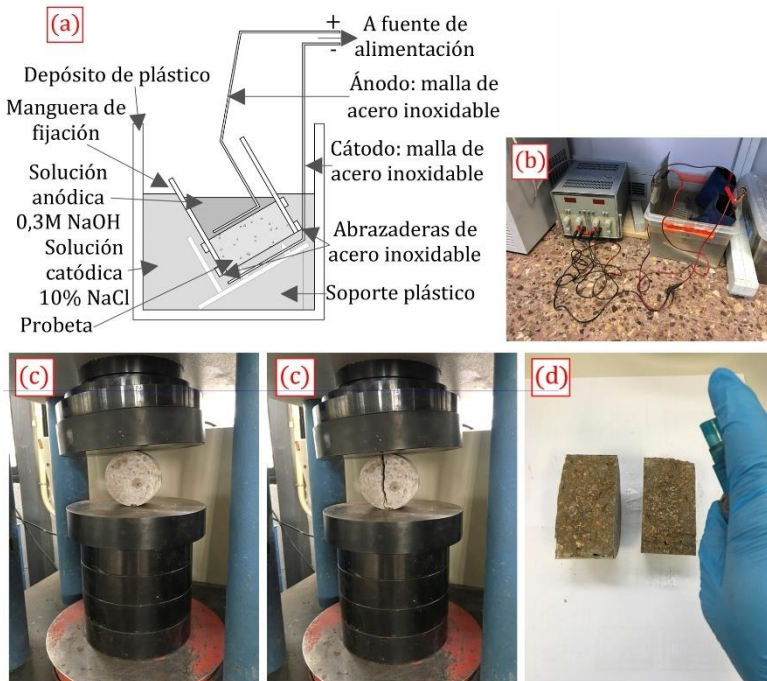 (a)
+
-
A fuente de
alimentación
Depósito de plástico
Ánodo: malla de
acero inoxidable
Manguera de
fijación
Cátodo: malla de
acero inoxidable
Solución
anódica
0,3M NaOH
Solución
catódica
10% NaCl
Abrazaderas de
acero inoxidable
Soporte plástico
Probeta
(b)
(c)
(c)
(d)